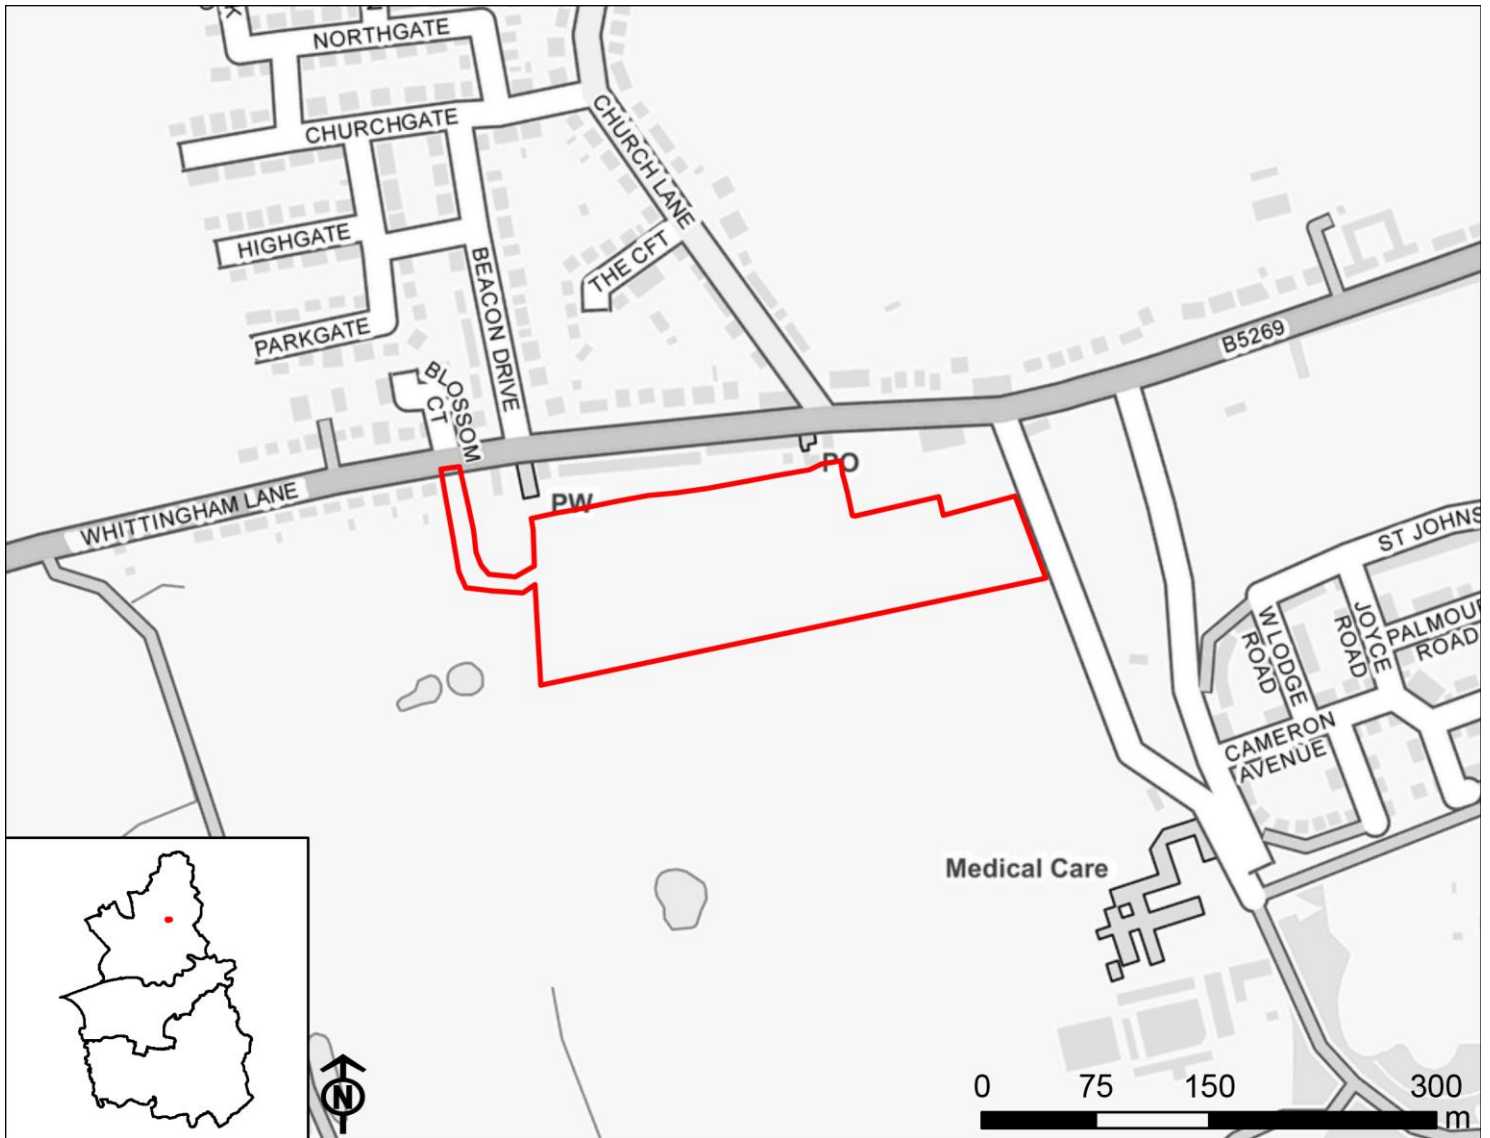 NORTHGATE
CHURCHGATE
CHURCH LANE
HIGHGATE
THE CFT
BEACON DRIVE
PARKGATE
B5269
BLOSSOM
CT
PO
PW
WHITTINGHAM LANE
ST JOHNS
JOYCE
ROAD
PALMOU
ROAD
W LODGE
ROAD
CAMERON
AVENUE
Medical Care
N
0 75 150 300
m